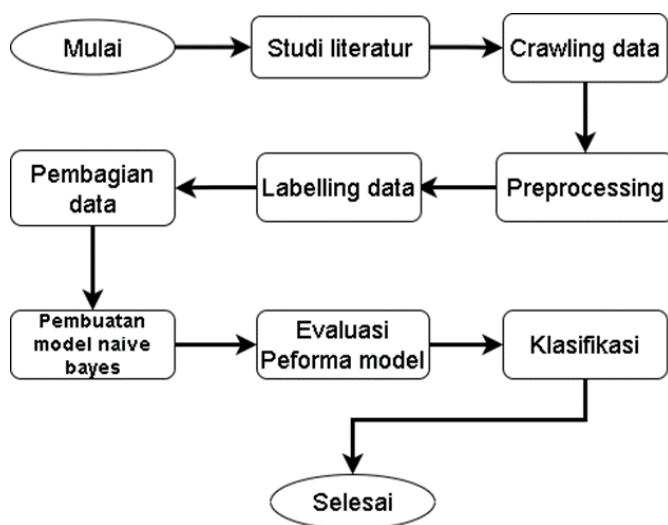 Mulai
Studi literatur
Crawling data
Preprocessing
Labelling data
Pembagian
data
Pembuatan
model naive
bayes
Evaluasi
Peforma model
Klasifikasi
Selesai